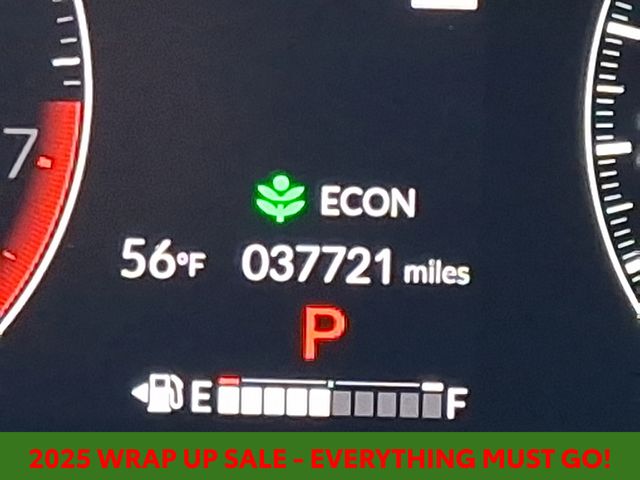 7
ECON
56°F 037721 miles
P
E F
2025 WRAP UP SALE - EVERYTHING MUST GO!